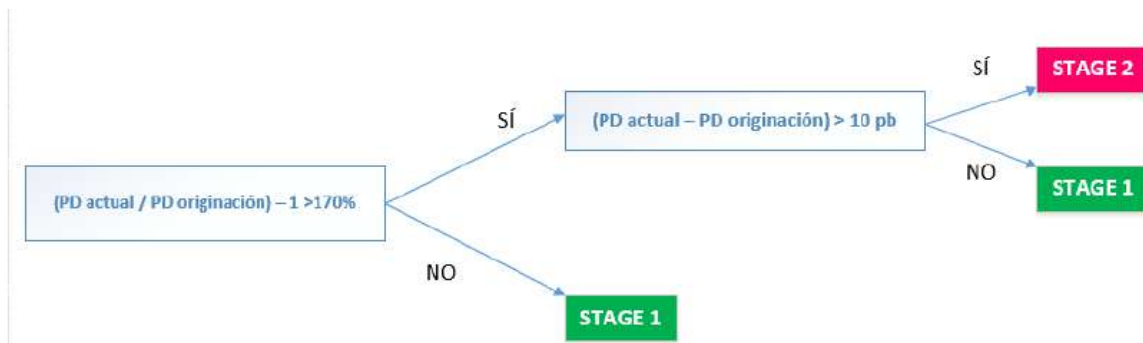 SÍ
STAGE 2
(PD actual – PD originación) > 10 pb
SÍ
NO
STAGE 1
(PD actual / PD originación) – 1 >170%
NO
STAGE 1